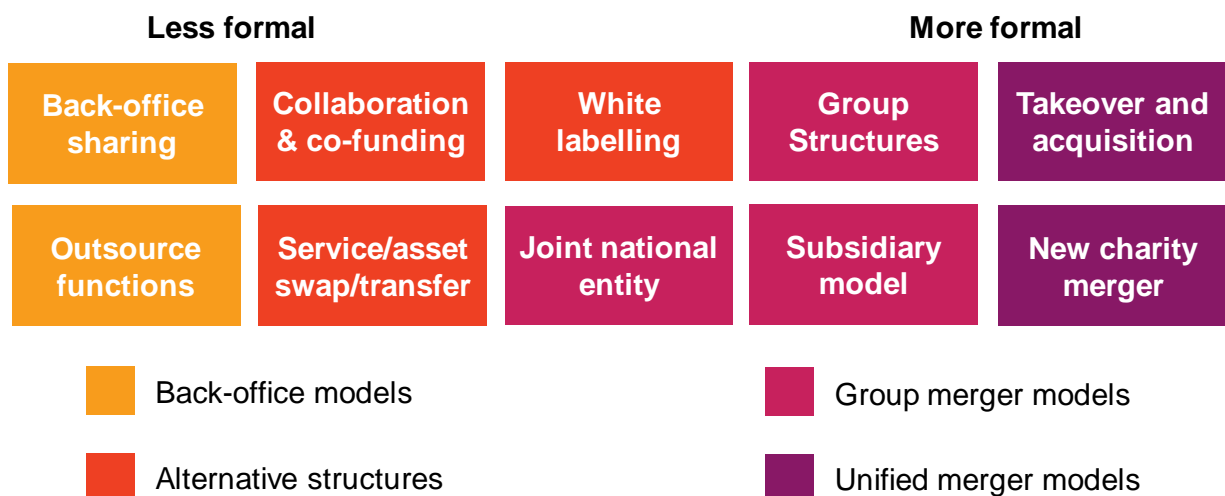 Less formal
More formal
Back-office
sharing
Collaboration
& co-funding
White
labelling
Group
Structures
Takeover and
acquisition
Outsource
functions
Service/asset
swap/transfer
Joint national
entity
Subsidiary
model
New charity
merger
Back-office models
Group merger models
Alternative structures
Unified merger models